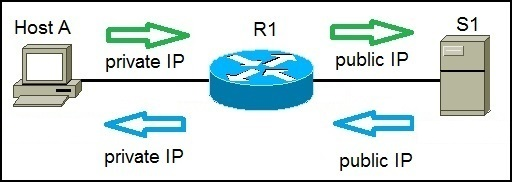 Host A
R1
S1
private IP
public IP
private IP
public IP